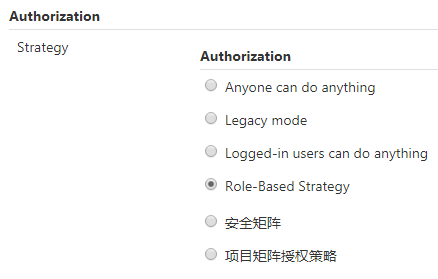 Authorization
Strategy
Authorization
Anyone can do anything
Legacy mode
Logged-in users can do anything
Role-Based Strategy
安全矩阵
项目矩阵授权策略